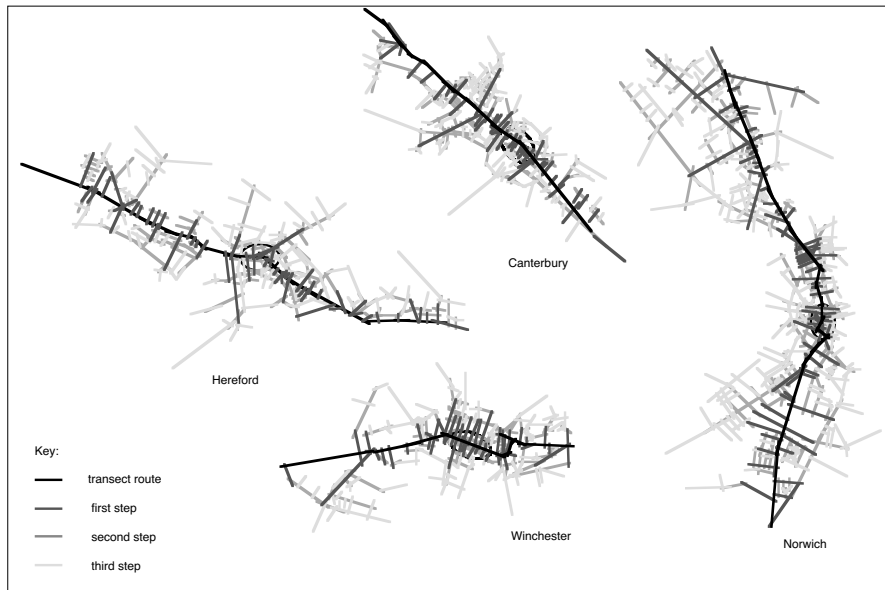 Canterbury
Hereford
Winchester
Norwich
Key:
transect route
first step
second step
third step